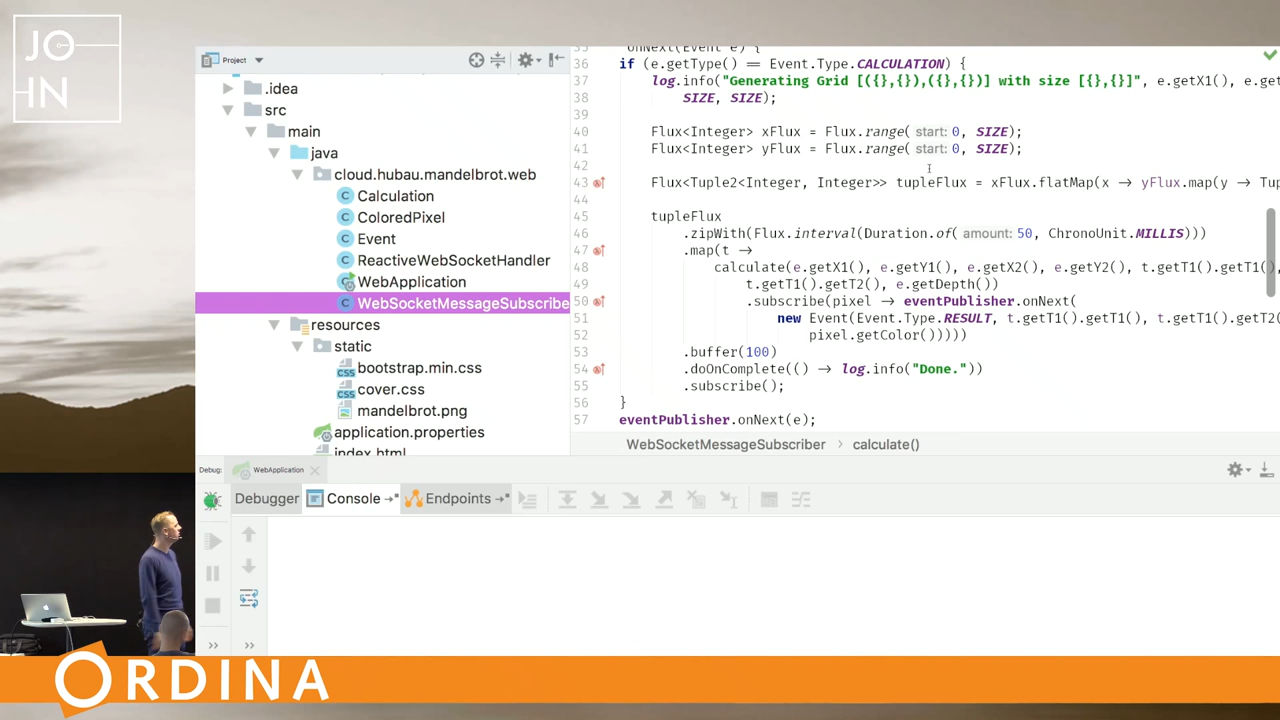 JO
HN
Project
.idea
src
main
java
cloud.hubau.mandelbrot.web
Calculation
ColoredPixel
Event
ReactiveWebSocketHandler
WebApplication
WebSocketMessageSubscribe
resources
static
bootstrap.min.css
cover.css
mandelbrot.png
application.properties
index.html
35 onNext(Event e) {
36 if (e.getType() == Event.Type.CALCULATION) {
37 log.info("Generating Grid [({},{}),({},{})] with size [{},{}]", e.getX1(), e.ge
38 SIZE, SIZE);
39
40 Flux<Integer> xFlux = Flux.range( start: 0, SIZE);
41 Flux<Integer> yFlux = Flux.range( start: 0, SIZE);
42
43 Flux<Tuple2<Integer, Integer>> tupleFlux = xFlux.flatMap(x -> yFlux.map(y -> Tup
44
45 tupleFlux
46 .zipWith(Flux.interval(Duration.of( amount: 50, ChronoUnit.MILLIS)))
47 .map(t ->
48 calculate(e.getX1(), e.getY1(), e.getX2(), e.getY2(), t.getT1().getT1(),
49 t.getT1().getT2(), e.getDepth())
50 .subscribe(pixel -> eventPublisher.onNext(
51 new Event(Event.Type.RESULT, t.getT1().getT1(), t.getT1().getT2
52 pixel.getColor()))))
53 .buffer(100)
54 .doOnComplete(() -> log.info("Done."))
55 .subscribe();
56 }
57 eventPublisher.onNext(e);
WebSocketMessageSubscriber › calculate()
Debug: WebApplication
Debugger Console Endpoints
ORDINA